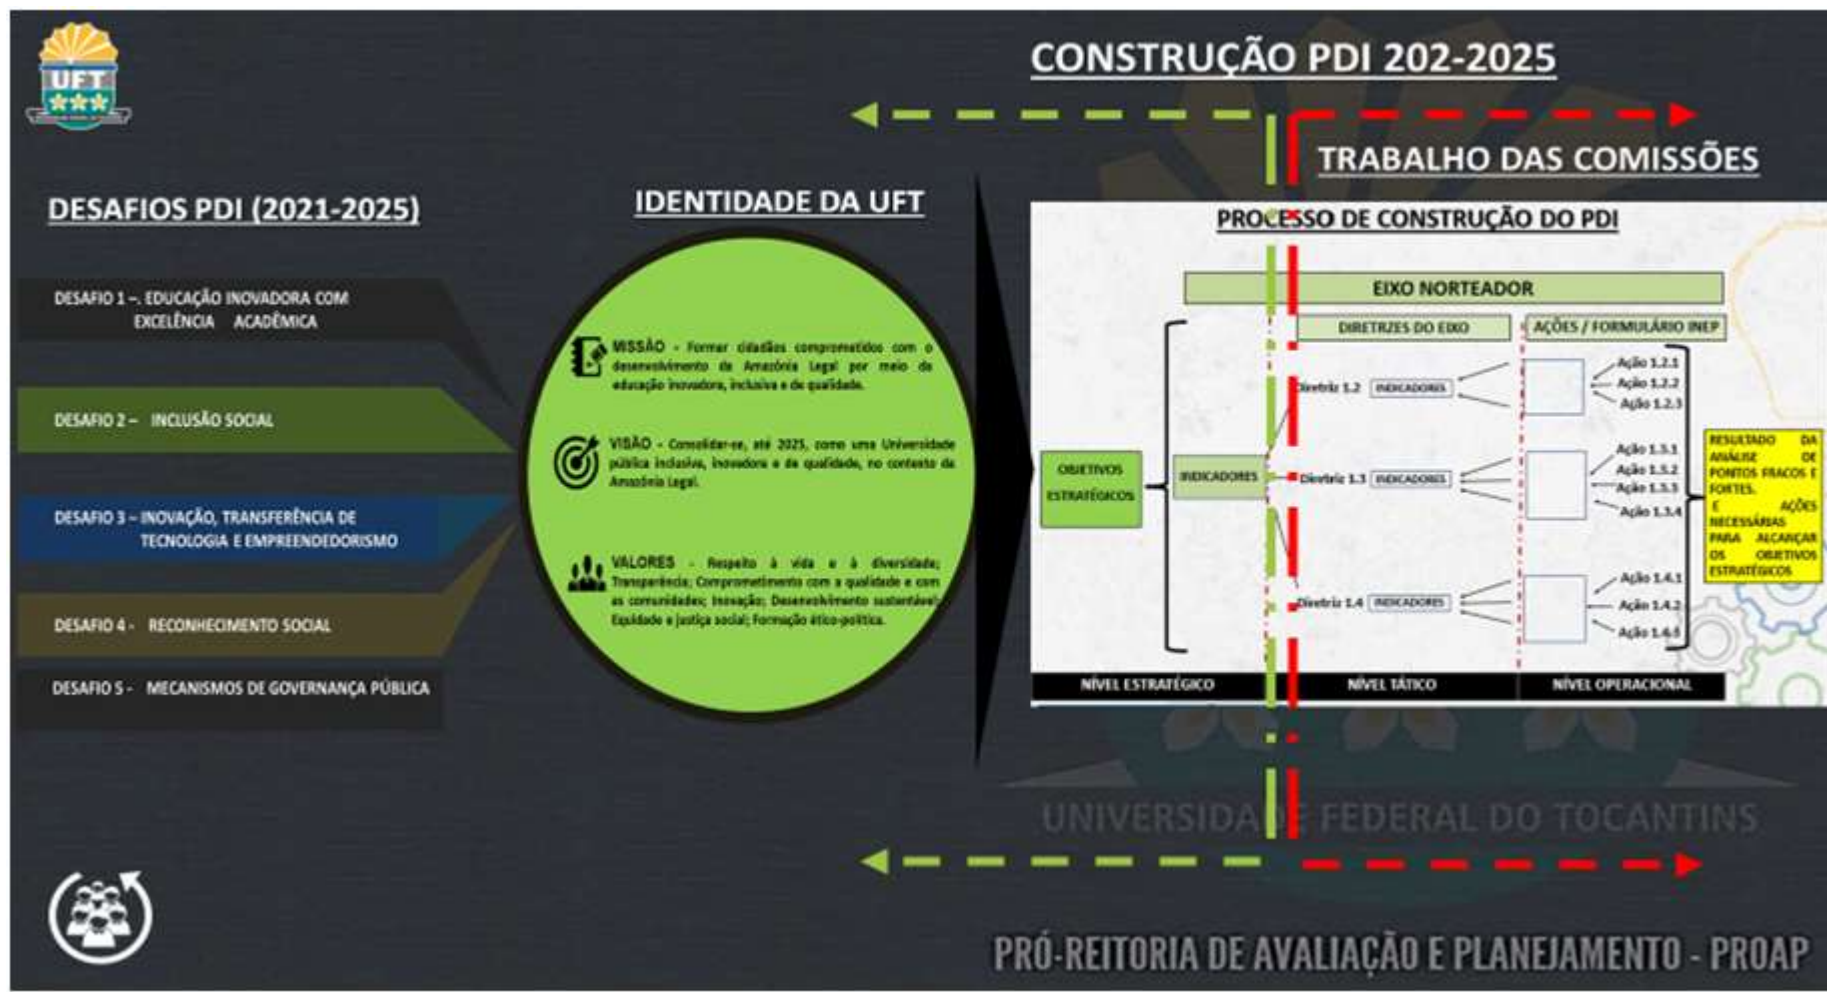 UFT
CONSTRUÇÃO PDI 202-2025
TRABALHO DAS COMISSÕES
DESAFIOS PDI (2021-2025)
DESAFIO 1 –. EDUCAÇÃO INOVADORA COM
EXCELÊNCIA ACADÊMICA
DESAFIO 2 – INCLUSÃO SOCIAL
DESAFIO 3 – INOVAÇÃO, TRANSFERÊNCIA DE
TECNOLOGIA E EMPREENDEDORISMO
DESAFIO 4 - RECONHECIMENTO SOCIAL
DESAFIO 5 - MECANISMOS DE GOVERNANÇA PÚBLICA
IDENTIDADE DA UFT
MISSÃO - Formar cidadãos comprometidos com o
desenvolvimento da Amazônia Legal por meio da
educação inovadora, inclusiva e de qualidade.
VISÃO - Consolidar-se, até 2025, como uma Universidade
pública inclusiva, inovadora e de qualidade, no contexto da
Amazônia Legal.
VALORES - Respeito à vida e à diversidade;
Transparência; Comprometimento com a qualidade e com
as comunidades; Inovação; Desenvolvimento sustentável;
Equidade e justiça social; Formação ético-política.
PROCESSO DE CONSTRUÇÃO DO PDI
EIXO NORTEADOR
DIRETRZES DO EIXO
AÇÕES / FORMULÁRIO INEP
OBJETIVOS
ESTRATÉGICOS
INDICADORES
Diretriz 1.2 INDICADORES
Ação 1.2.1
Ação 1.2.2
Ação 1.2.3
Diretriz 1.3 INDICADORES
Ação 1.3.1
Ação 1.3.2
Ação 1.3.3
Ação 1.3.4
Diretriz 1.4 INDICADORES
Ação 1.4.1
Ação 1.4.2
Ação
RESULTADO DA
ANÁLISE DE
PONTOS FRACOS E
FORTES.
E AÇÕES
NECESSÁRIAS
PARA ALCANÇAR
OS OBJETIVOS
ESTRATÉGICOS
NÍVEL ESTRATÉGICO
NÍVEL TÁTICO
NÍVEL OPERACIONAL
UNIVERSIDADE FEDERAL DO TOCANTINS
PRÓ-REITORIA DE AVALIAÇÃO E PLANEJAMENTO - PROAP